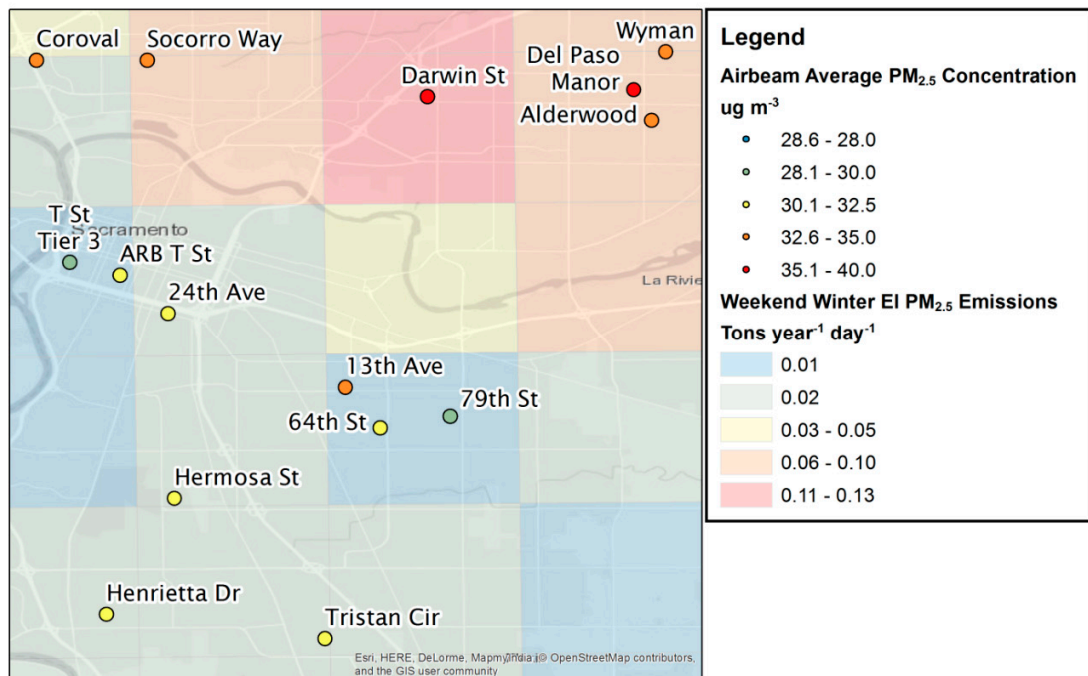 Coroval
Socorro Way
Wyman
Del Paso
Manor
Darwin St
Alderwood
T St
Sacramento
Tier 3
ARB T St
La Rivie
24th Ave
13th Ave
79th St
64th St
Hermosa St
Henrietta Dr
Tristan Cir
Esri, HERE, DeLorme, MapmyIndia, © OpenStreetMap contributors,
and the GIS user community
Legend
Airbeam Average PM2.5 Concentration
ug m-3
28.6 - 28.0
28.1 - 30.0
30.1 - 32.5
32.6 - 35.0
35.1 - 40.0
Weekend Winter EI PM2.5 Emissions
Tons year-1 day-1
0.01
0.02
0.03 - 0.05
0.06 - 0.10
0.11 - 0.13